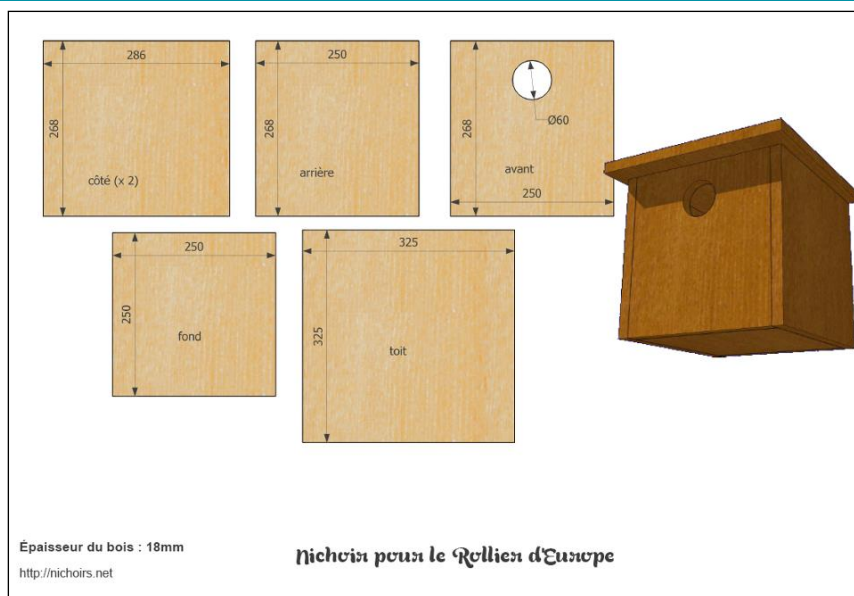 286
268
côté (x 2)
250
268
arrière
268
Ø60
avant
250
250
250
fond
325
325
toit
Épaisseur du bois : 18mm
http://nichoirs.net
Nichoir pour le Rollier d'Europe